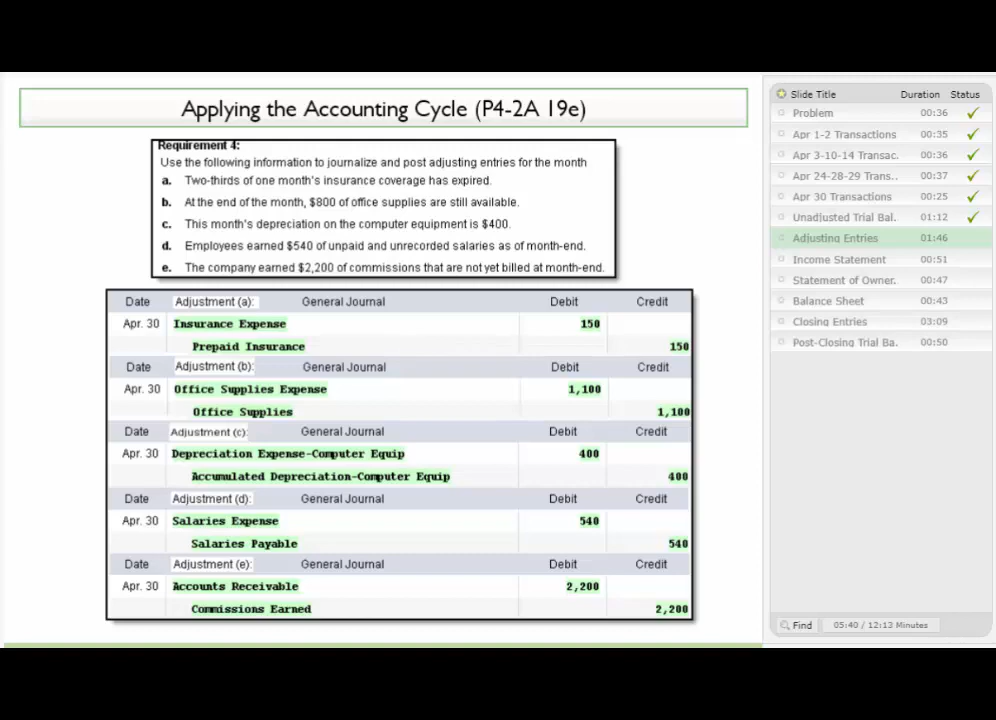 Applying the Accounting Cycle (P4-2A 19e)
Requirement 4:
Use the following information to journalize and post adjusting entries for the month
a. Two-thirds of one month's insurance coverage has expired.
b. At the end of the month, $800 of office supplies are still available.
c. This month's depreciation on the computer equipment is $400.
d. Employees earned $540 of unpaid and unrecorded salaries as of month-end.
e. The company earned $2,200 of commissions that are not yet billed at month-end.
Date Adjustment (a): General Journal Debit Credit
Apr. 30 Insurance Expense 150
Prepaid Insurance 150
Date Adjustment (b): General Journal Debit Credit
Apr. 30 Office Supplies Expense 1,100
Office Supplies 1,100
Date Adjustment (c): General Journal Debit Credit
Apr. 30 Depreciation Expense-Computer Equip 400
Accumulated Depreciation-Computer Equip 400
Date Adjustment (d): General Journal Debit Credit
Apr. 30 Salaries Expense 540
Salaries Payable 540
Date Adjustment (e): General Journal Debit Credit
Apr. 30 Accounts Receivable 2,200
Commissions Earned 2,200
Slide Title Duration Status
Problem 00:36
Apr 1-2 Transactions 00:35
Apr 3-10-14 Transac. 00:36
Apr 24-28-29 Trans.. 00:37
Apr 30 Transactions 00:25
Unadjusted Trial Bal. 01:12
Adjusting Entries 01:46
Income Statement 00:51
Statement of Owner. 00:47
Balance Sheet 00:43
Closing Entries 03:09
Post-Closing Trial Ba. 00:50
Find 05:40 / 12:13 Minutes